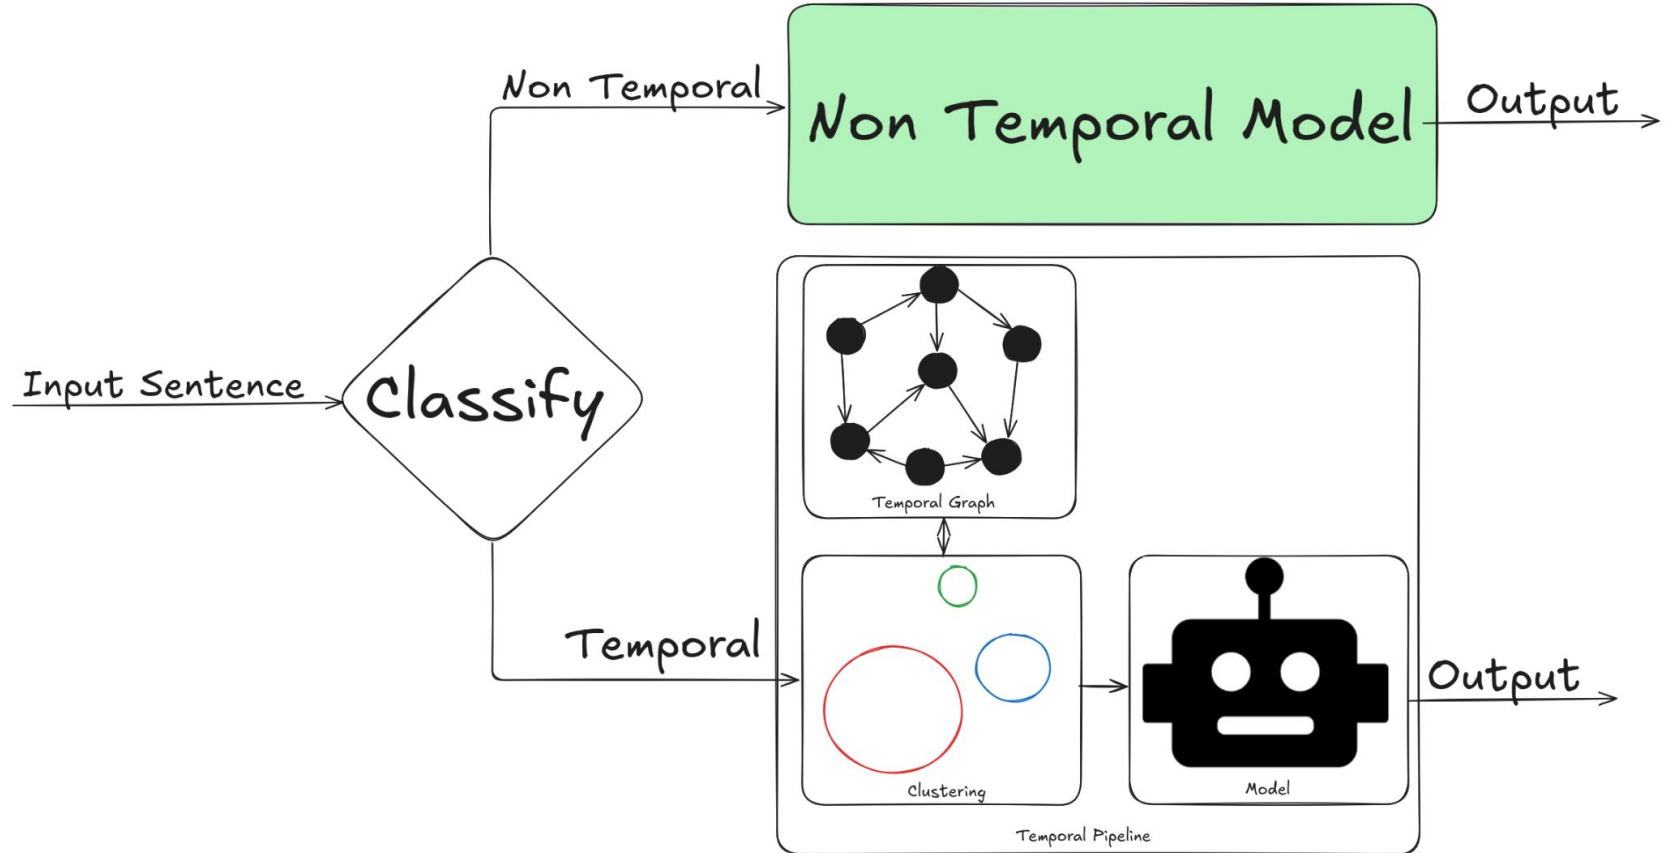 Non Temporal
Non Temporal Model
Output
Input Sentence
Classify
Temporal Graph
Temporal
Output
Clustering
Model
Temporal Pipeline